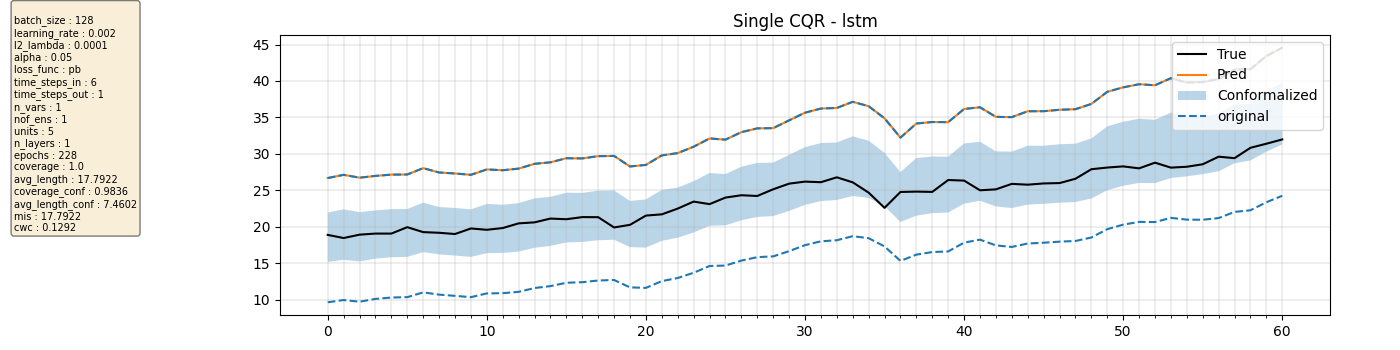 batch_size : 128
learning_rate : 0.002
l2_lambda : 0.0001
alpha : 0.05
loss_func : pb
time_steps_in : 6
time_steps_out : 1
n_vars : 1
nof_ens : 1
units : 5
n_layers : 1
epochs : 228
coverage : 1.0
avg_length : 17.7922
coverage_conf : 0.9836
avg_length_conf : 7.4602
mis : 17.7922
cwc : 0.1292
Single CQR - lstm
45
40
35
30
25
20
15
10
True
Pred
Conformalized
original
0 10 20 30 40 50 60